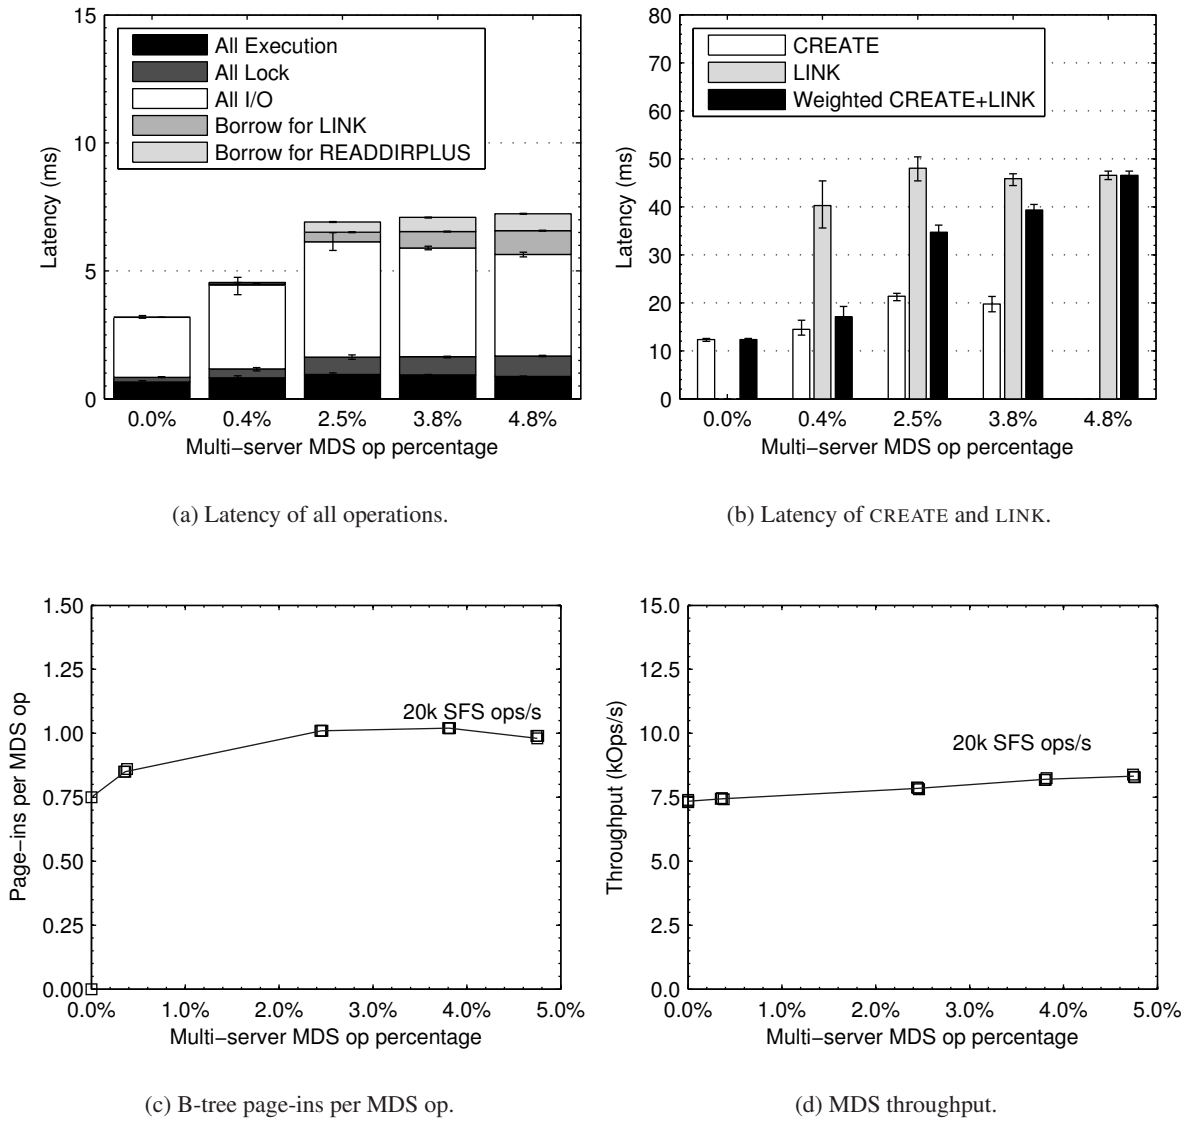 15
10
5
0
Latency (ms)
All Execution
All Lock
All I/O
Borrow for LINK
Borrow for READDIRPLUS
0.0% 0.4% 2.5% 3.8% 4.8%
Multi−server MDS op percentage
(a) Latency of all operations.
80
70
60
50
40
30
20
10
0
Latency (ms)
CREATE
LINK
Weighted CREATE+LINK
0.0% 0.4% 2.5% 3.8% 4.8%
Multi−server MDS op percentage
(b) Latency of CREATE and LINK.
1.50
1.25
1.00
0.75
0.50
0.25
0.00
Page−ins per MDS op
20k SFS ops/s
0.0% 1.0% 2.0% 3.0% 4.0% 5.0%
Multi−server MDS op percentage
(c) B-tree page-ins per MDS op.
15.0
12.5
10.0
7.5
5.0
2.5
0.0
Throughput (kOps/s)
20k SFS ops/s
0.0% 1.0% 2.0% 3.0% 4.0% 5.0%
Multi−server MDS op percentage
(d) MDS throughput.